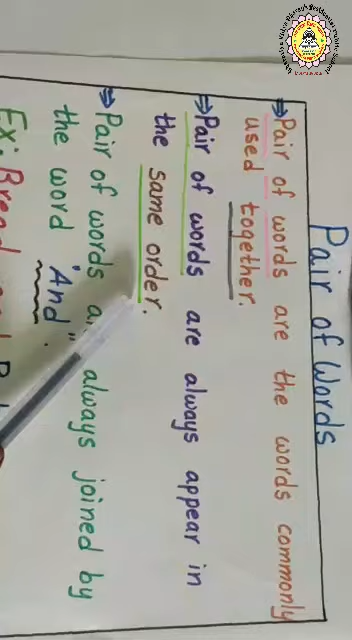 Pair of Words
⇒ Pair of words are the words commonly
used together.
⇒ Pair of words are always appear in
the same order.
⇒ Pair of words always joined by
the word "And".
Ex: Bread and